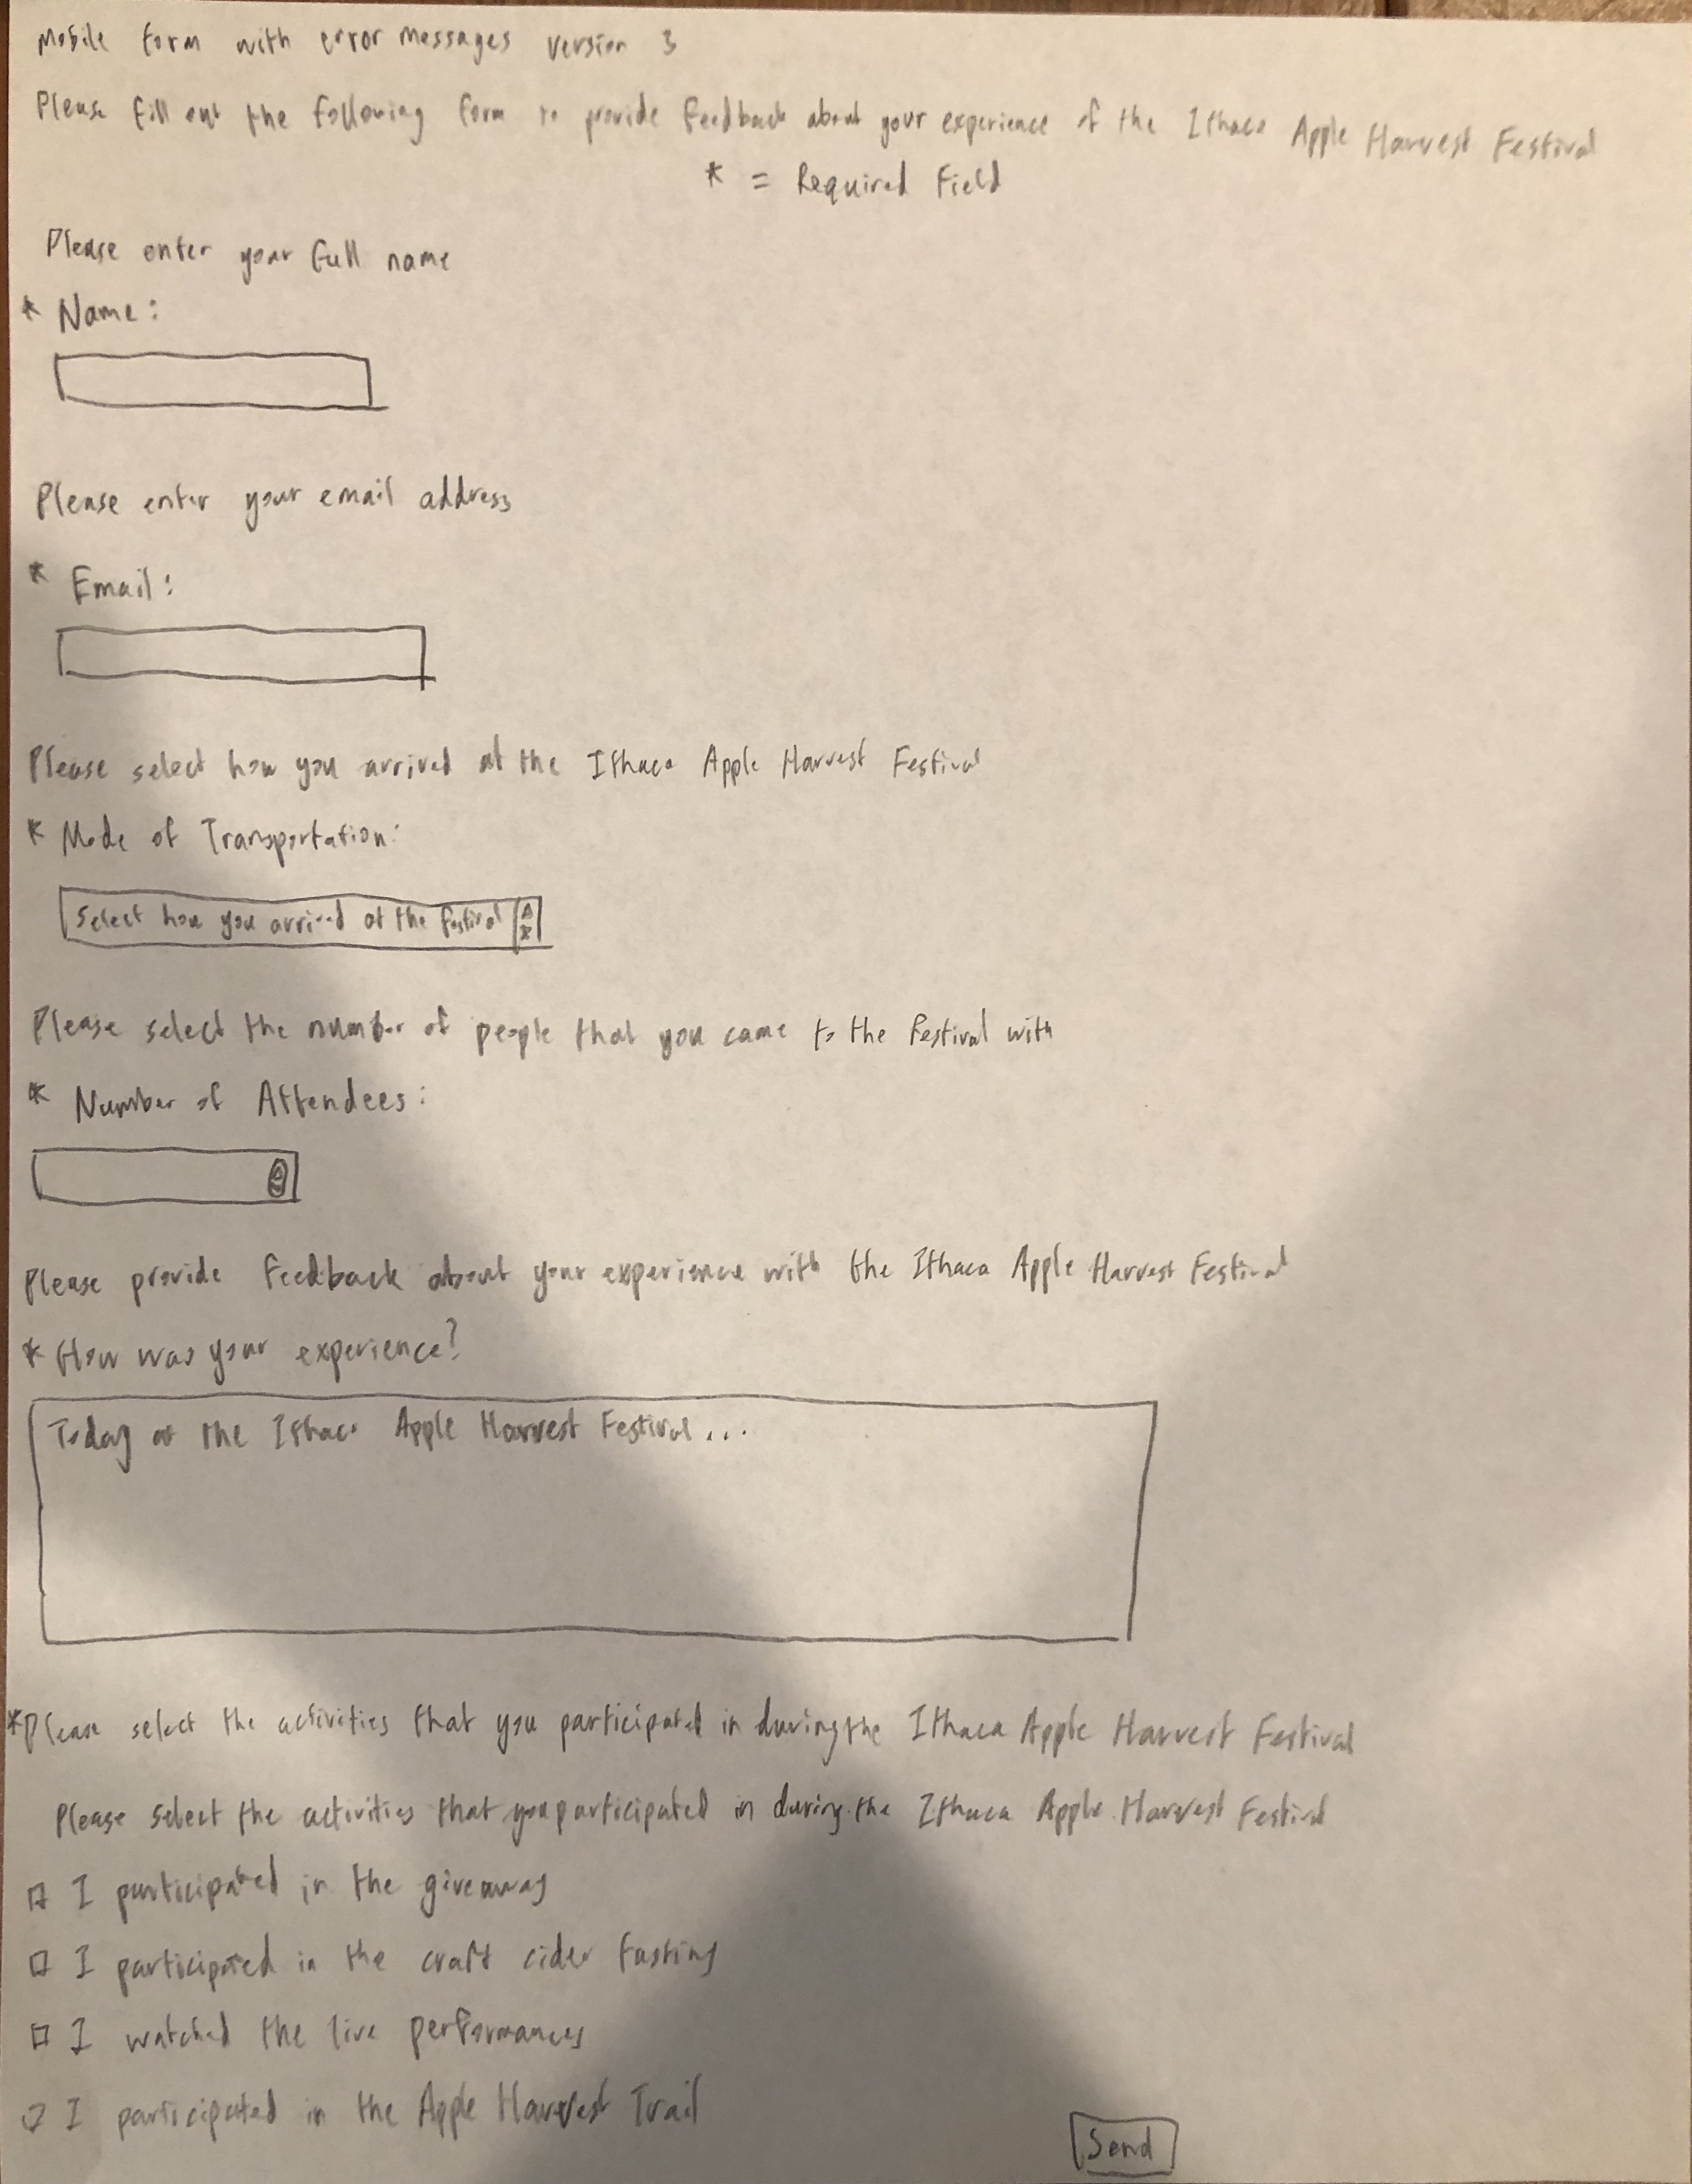 Mobile form with error messages version 3
Please fill out the following form to provide feedback about your experience of the Ithaca Apple Harvest Festival
* = Required Field
Please enter your full name
* Name:
Please enter your email address
* Email:
Please select how you arrived at the Ithaca Apple Harvest Festival
* Mode of Transportation:
Select how you arrived at the festival
Please select the number of people that you came to the festival with
* Number of Attendees:
Please provide feedback about your experience with the Ithaca Apple Harvest Festival
* How was your experience?
Today at the Ithaca Apple Harvest Festival...
*Please select the activities that you participated in during the Ithaca Apple Harvest Festival
Please select the activities that you participated in during the Ithaca Apple Harvest Festival
I participated in the giveaway
I participated in the craft cider tasting
I watched the live performances
I participated in the Apple Harvest Trail
Send